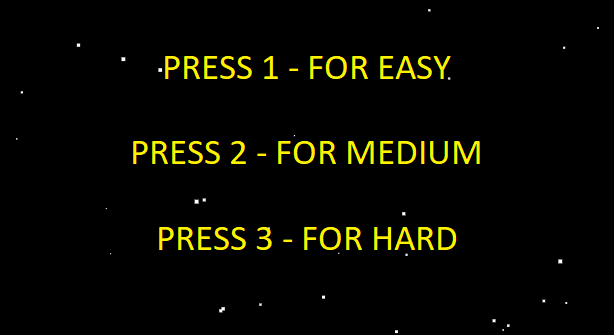 PRESS 1 - FOR EASY
PRESS 2 - FOR MEDIUM
PRESS 3 - FOR HARD